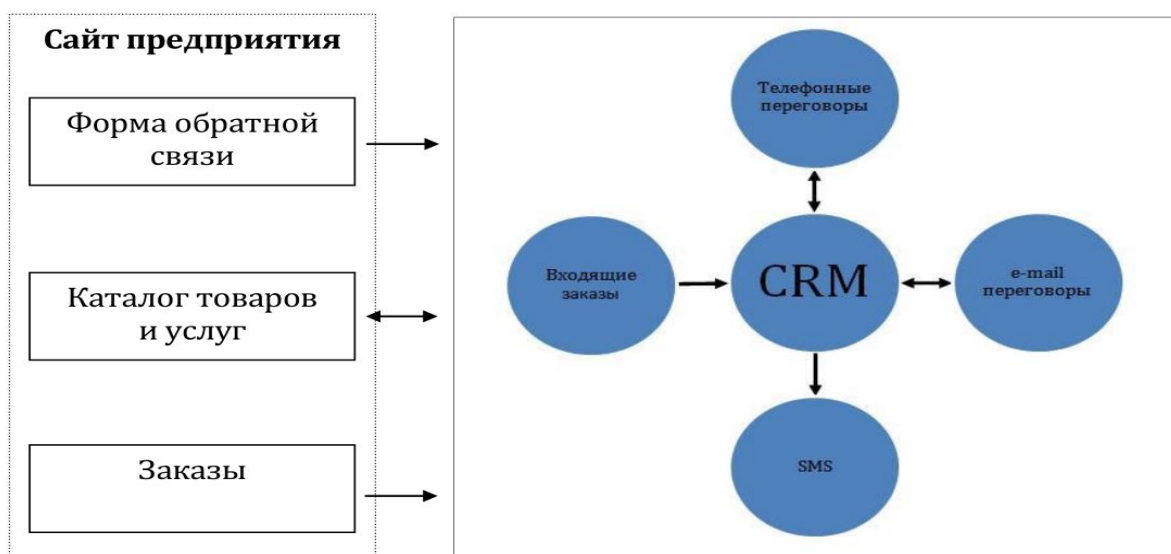 Сайт предприятия
Форма обратной
связи
Каталог товаров
и услуг
Заказы
Телефонные
переговоры
Входящие
заказы
CRM
e-mail
переговоры
SMS